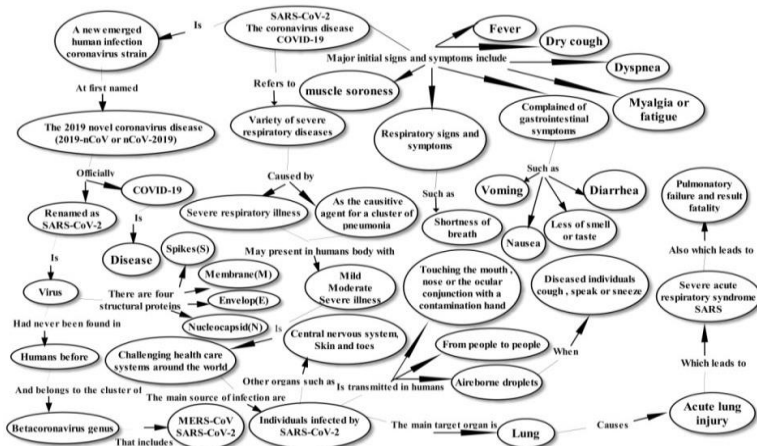 SARS-CoV-2
The coronavirus disease
COVID-19
Is
A new emerged
human infection
coronavirus strain
At first named
The 2019 novel coronavirus disease
(2019-nCoV or nCoV-2019)
Officially
COVID-19
Is
Disease
Renamed as
SARS-CoV-2
Is
Virus
There are four
structural proteins
Spikes(S)
Membrane(M)
Envelop(E)
Nucleocapsid(N)
Had never been found in
Humans before
And belongs to the cluster of
Betacoronavirus genus
That includes
MERS-CoV
SARS-CoV-2
Refers to
Variety of severe
respiratory diseases
Caused by
Severe respiratory illness
As the causitive
agent for a cluster of
pneumonia
May present in humans body with
Mild
Moderate
Severe illness
Is
Challenging health care
systems around the world
The main source of infection are
Individuals infected by
SARS-CoV-2
Other organs such as
Central nervous system,
Skin and toes
Is transmitted in humans
Touching the mouth ,
nose or the ocular
conjunction with a
contamination hand
From people to people
Aireborne droplets
When
Diseased individuals
cough , speak or sneeze
The main target organ is
Lung
Causes
Acute lung
injury
Which leads to
Severe acute
respiratory syndrome
SARS
Also which leads to
Pulmonatory
failure and result
fatality
Major initial signs and symptoms include
Fever
Dry cough
Dyspnea
Myalgia or
fatigue
muscle soroness
Respiratory signs and
symptoms
Such as
Shortness of
breath
Complained of
gastrointestinal
symptoms
Such as
Voming
Nausea
Less of smell
or taste
Diarrhea